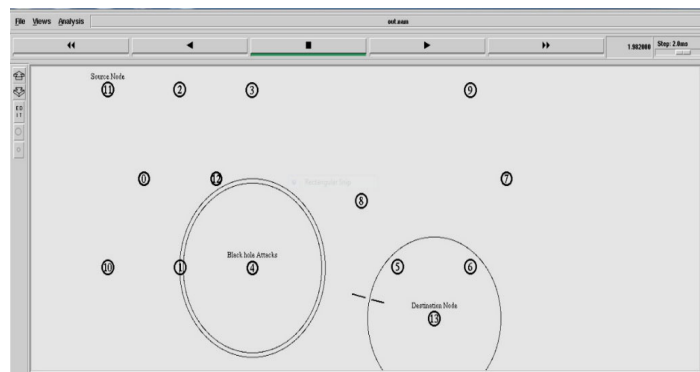 File Views Analysis out.nam
1.982000 Step: 2.0ms
Source Node
11 2 3 9
0 12 7
8
Black hole Attacks
10 1 4 5 6
Destination Node
13